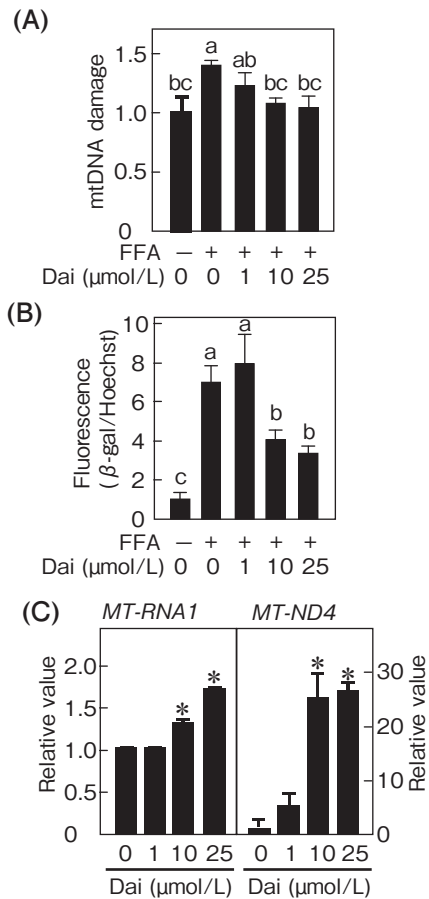 (A)
mtDNA damage
1.5
1.0
0.5
0
bc a ab bc bc
FFA − + + + +
Dai (μmol/L) 0 0 1 10 25
(B)
Fluorescence
(β-gal/Hoechst)
10
8
6
4
2
0
c a a b b
FFA − + + + +
Dai (μmol/L) 0 0 1 10 25
(C) MT-RNA1 MT-ND4
Relative value
2.0
1.5
1.0
0.5
0
* *
* *
30
20
10
0
Relative value
0 1 10 25 0 1 10 25
Dai (μmol/L) Dai (μmol/L)